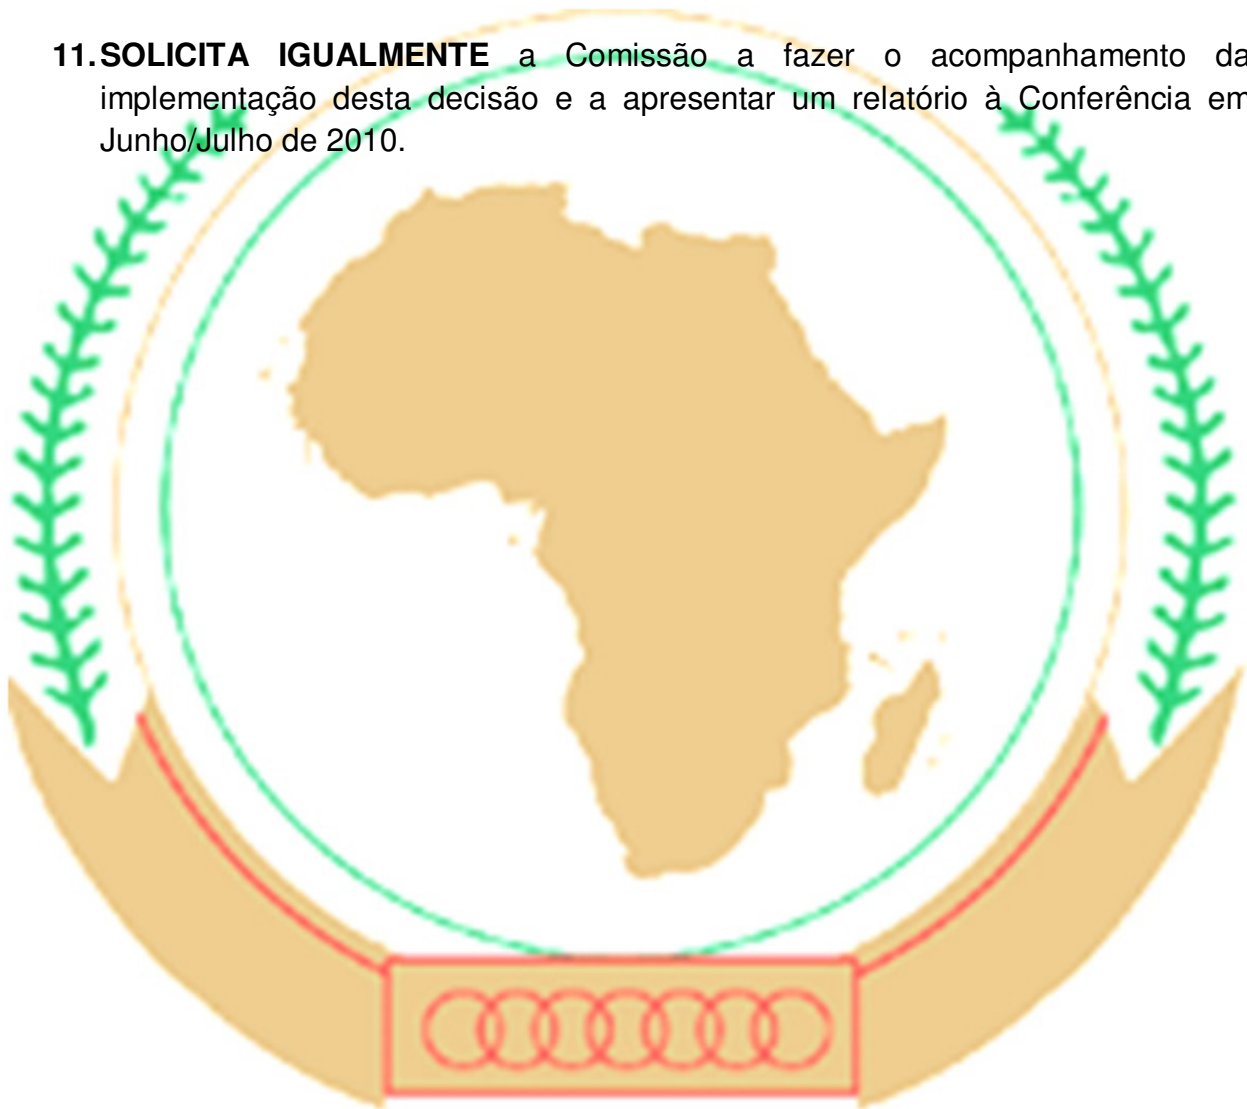 11. SOLICITA IGUALMENTE a Comissão a fazer o acompanhamento da
implementação desta decisão e a apresentar um relatório à Conferência em
Junho/Julho de 2010.